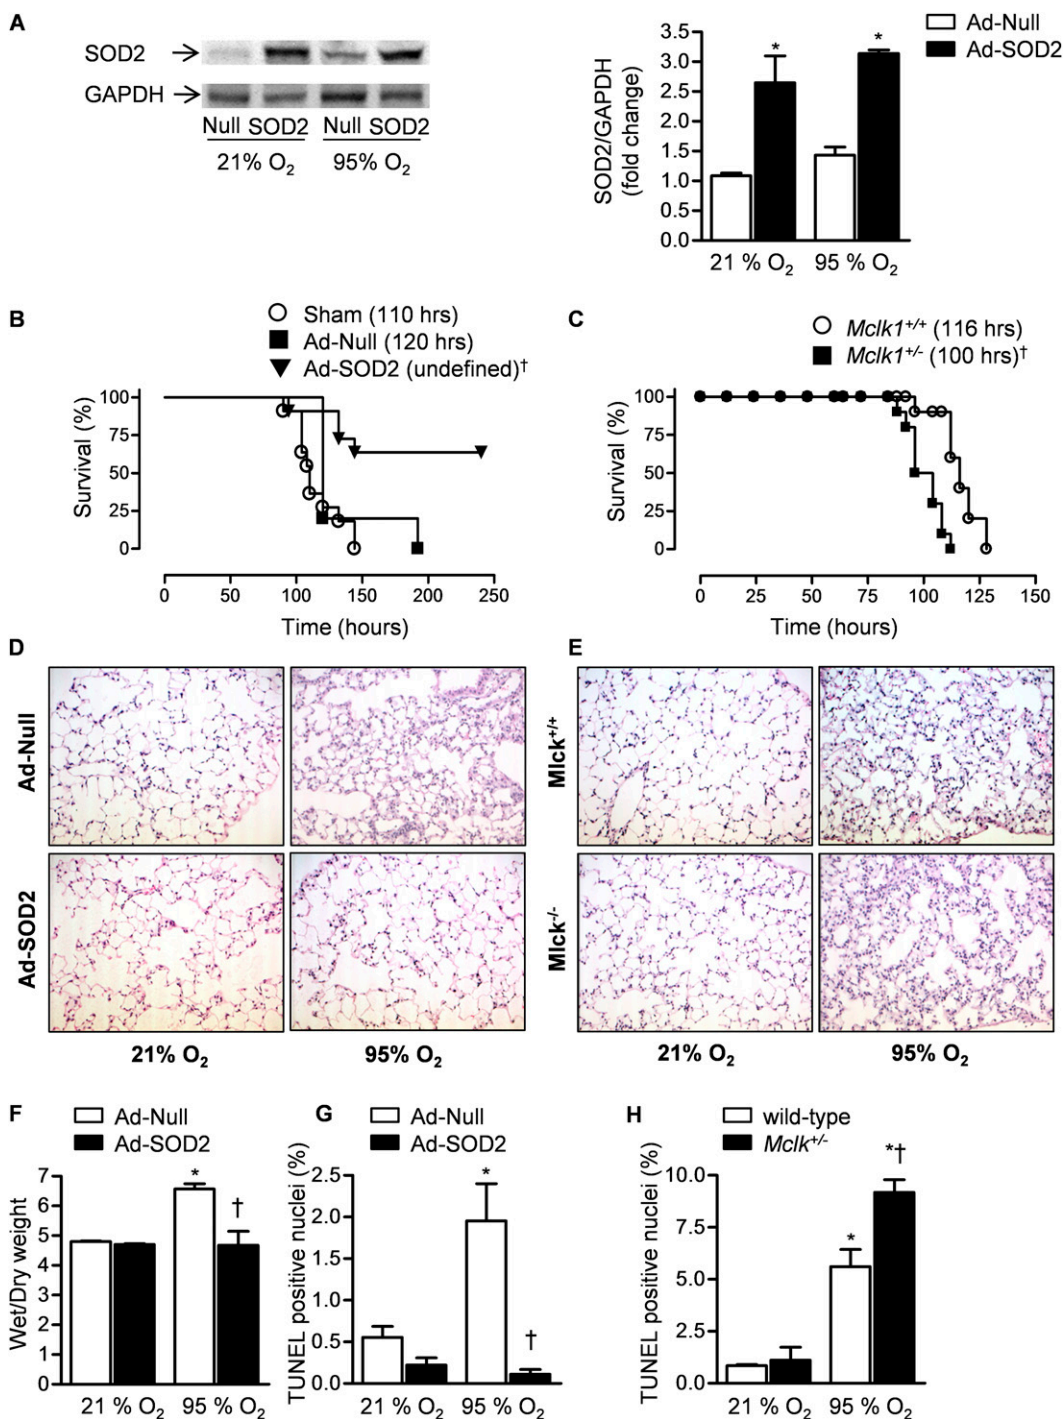 A
SOD2
GAPDH
Null SOD2 Null SOD2
21% O2 95% O2
Ad-Null
Ad-SOD2
SOD2/GAPDH
(fold change)
3.5
3.0
2.5
2.0
1.5
1.0
0.5
0.0
* *
21 % O2 95 % O2
B
Sham (110 hrs)
Ad-Null (120 hrs)
Ad-SOD2 (undefined)†
Survival (%)
100
75
50
25
0
0 50 100 150 200 250
Time (hours)
C
Mclk1+/+ (116 hrs)
Mclk1+/- (100 hrs)†
Survival (%)
100
75
50
25
0
0 25 50 75 100 125 150
Time (hours)
D
Ad-Null
Ad-SOD2
21% O2 95% O2
E
Mlck+/+
Mlck-/-
21% O2 95% O2
F
Ad-Null
Ad-SOD2
Wet/Dry weight
7
6
5
4
3
2
1
0
* †
21 % O2 95 % O2
G
Ad-Null
Ad-SOD2
TUNEL positive nuclei (%)
2.5
2.0
1.5
1.0
0.5
0.0
* †
21 % O2 95 % O2
H
wild-type
Mclk+/-
TUNEL positive nuclei (%)
10.0
7.5
5.0
2.5
0
* *†
21 % O2 95 % O2